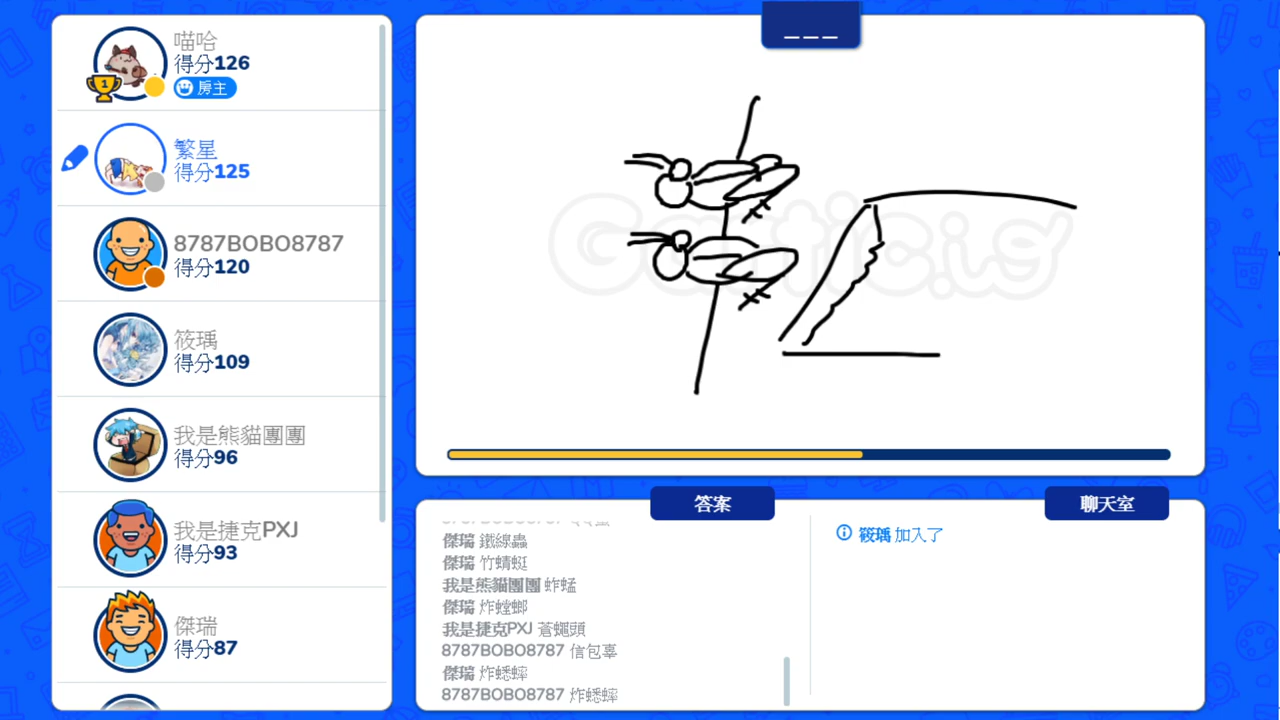 喵哈
得分126
1
房主
繁星
得分125
8787BOBO8787
得分120
筱瑀
得分109
我是熊貓團團
得分96
我是捷克PXJ
得分93
傑瑞
得分87
Gartic.ig
答案
傑瑞 鐵線蟲
傑瑞 竹蜻蜓
我是熊貓團團 蚱蜢
傑瑞 炸螳螂
我是捷克PXJ 蒼蠅頭
8787BOBO8787 信包辜
傑瑞 炸蟋蟀
8787BOBO8787 炸蟋蟀
聊天室
筱瑀 加入了